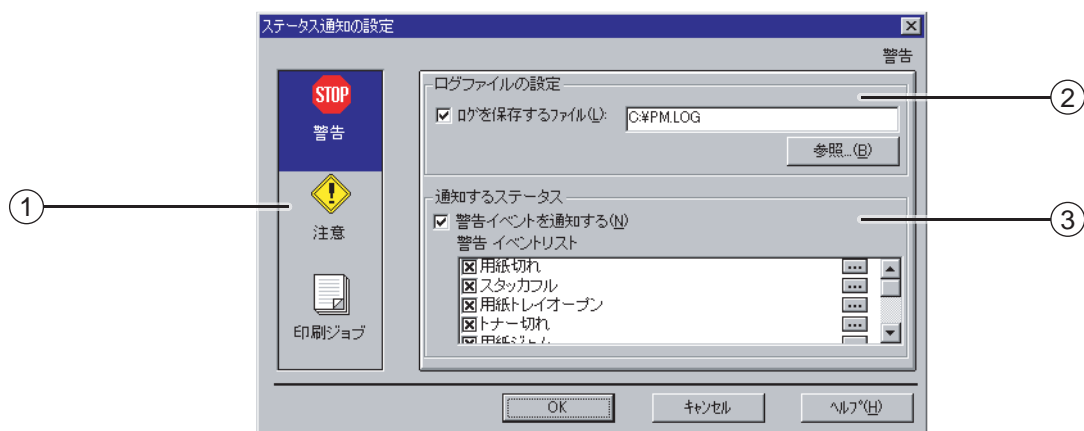 ステータス通知の設定
警告
STOP
警告
注意
印刷ジョブ
ログファイルの設定
ログを保存するファイル(L):
C:¥PM.LOG
参照...(B)
通知するステータス
警告イベントを通知する(N)
警告 イベントリスト
用紙切れ
スタッカフル
用紙トレイオープン
トナー切れ
用紙ジャム
OK
キャンセル
ヘルプ(H)
①
②
③